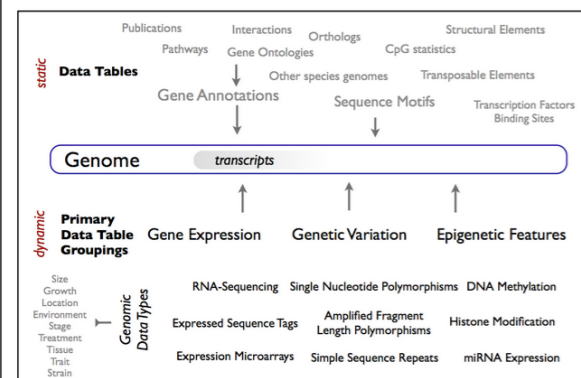 Publications
Interactions
Structural Elements
Orthologs
Pathways
Gene Ontologies
CpG statistics
static
Data Tables
Other species genomes
Transposable Elements
Gene Annotations
Sequence Motifs
Transcription Factors
Binding Sites
Genome
transcripts
dynamic
Primary
Data Table
Groupings
Gene Expression
Genetic Variation
Epigenetic Features
Size
Growth
Location
Environment
Stage
Treatment
Tissue
Trait
Strain
Genomic
Data Types
RNA-Sequencing
Single Nucleotide Polymorphisms
DNA Methylation
Expressed Sequence Tags
Amplified Fragment
Length Polymorphisms
Histone Modification
Expression Microarrays
Simple Sequence Repeats
miRNA Expression